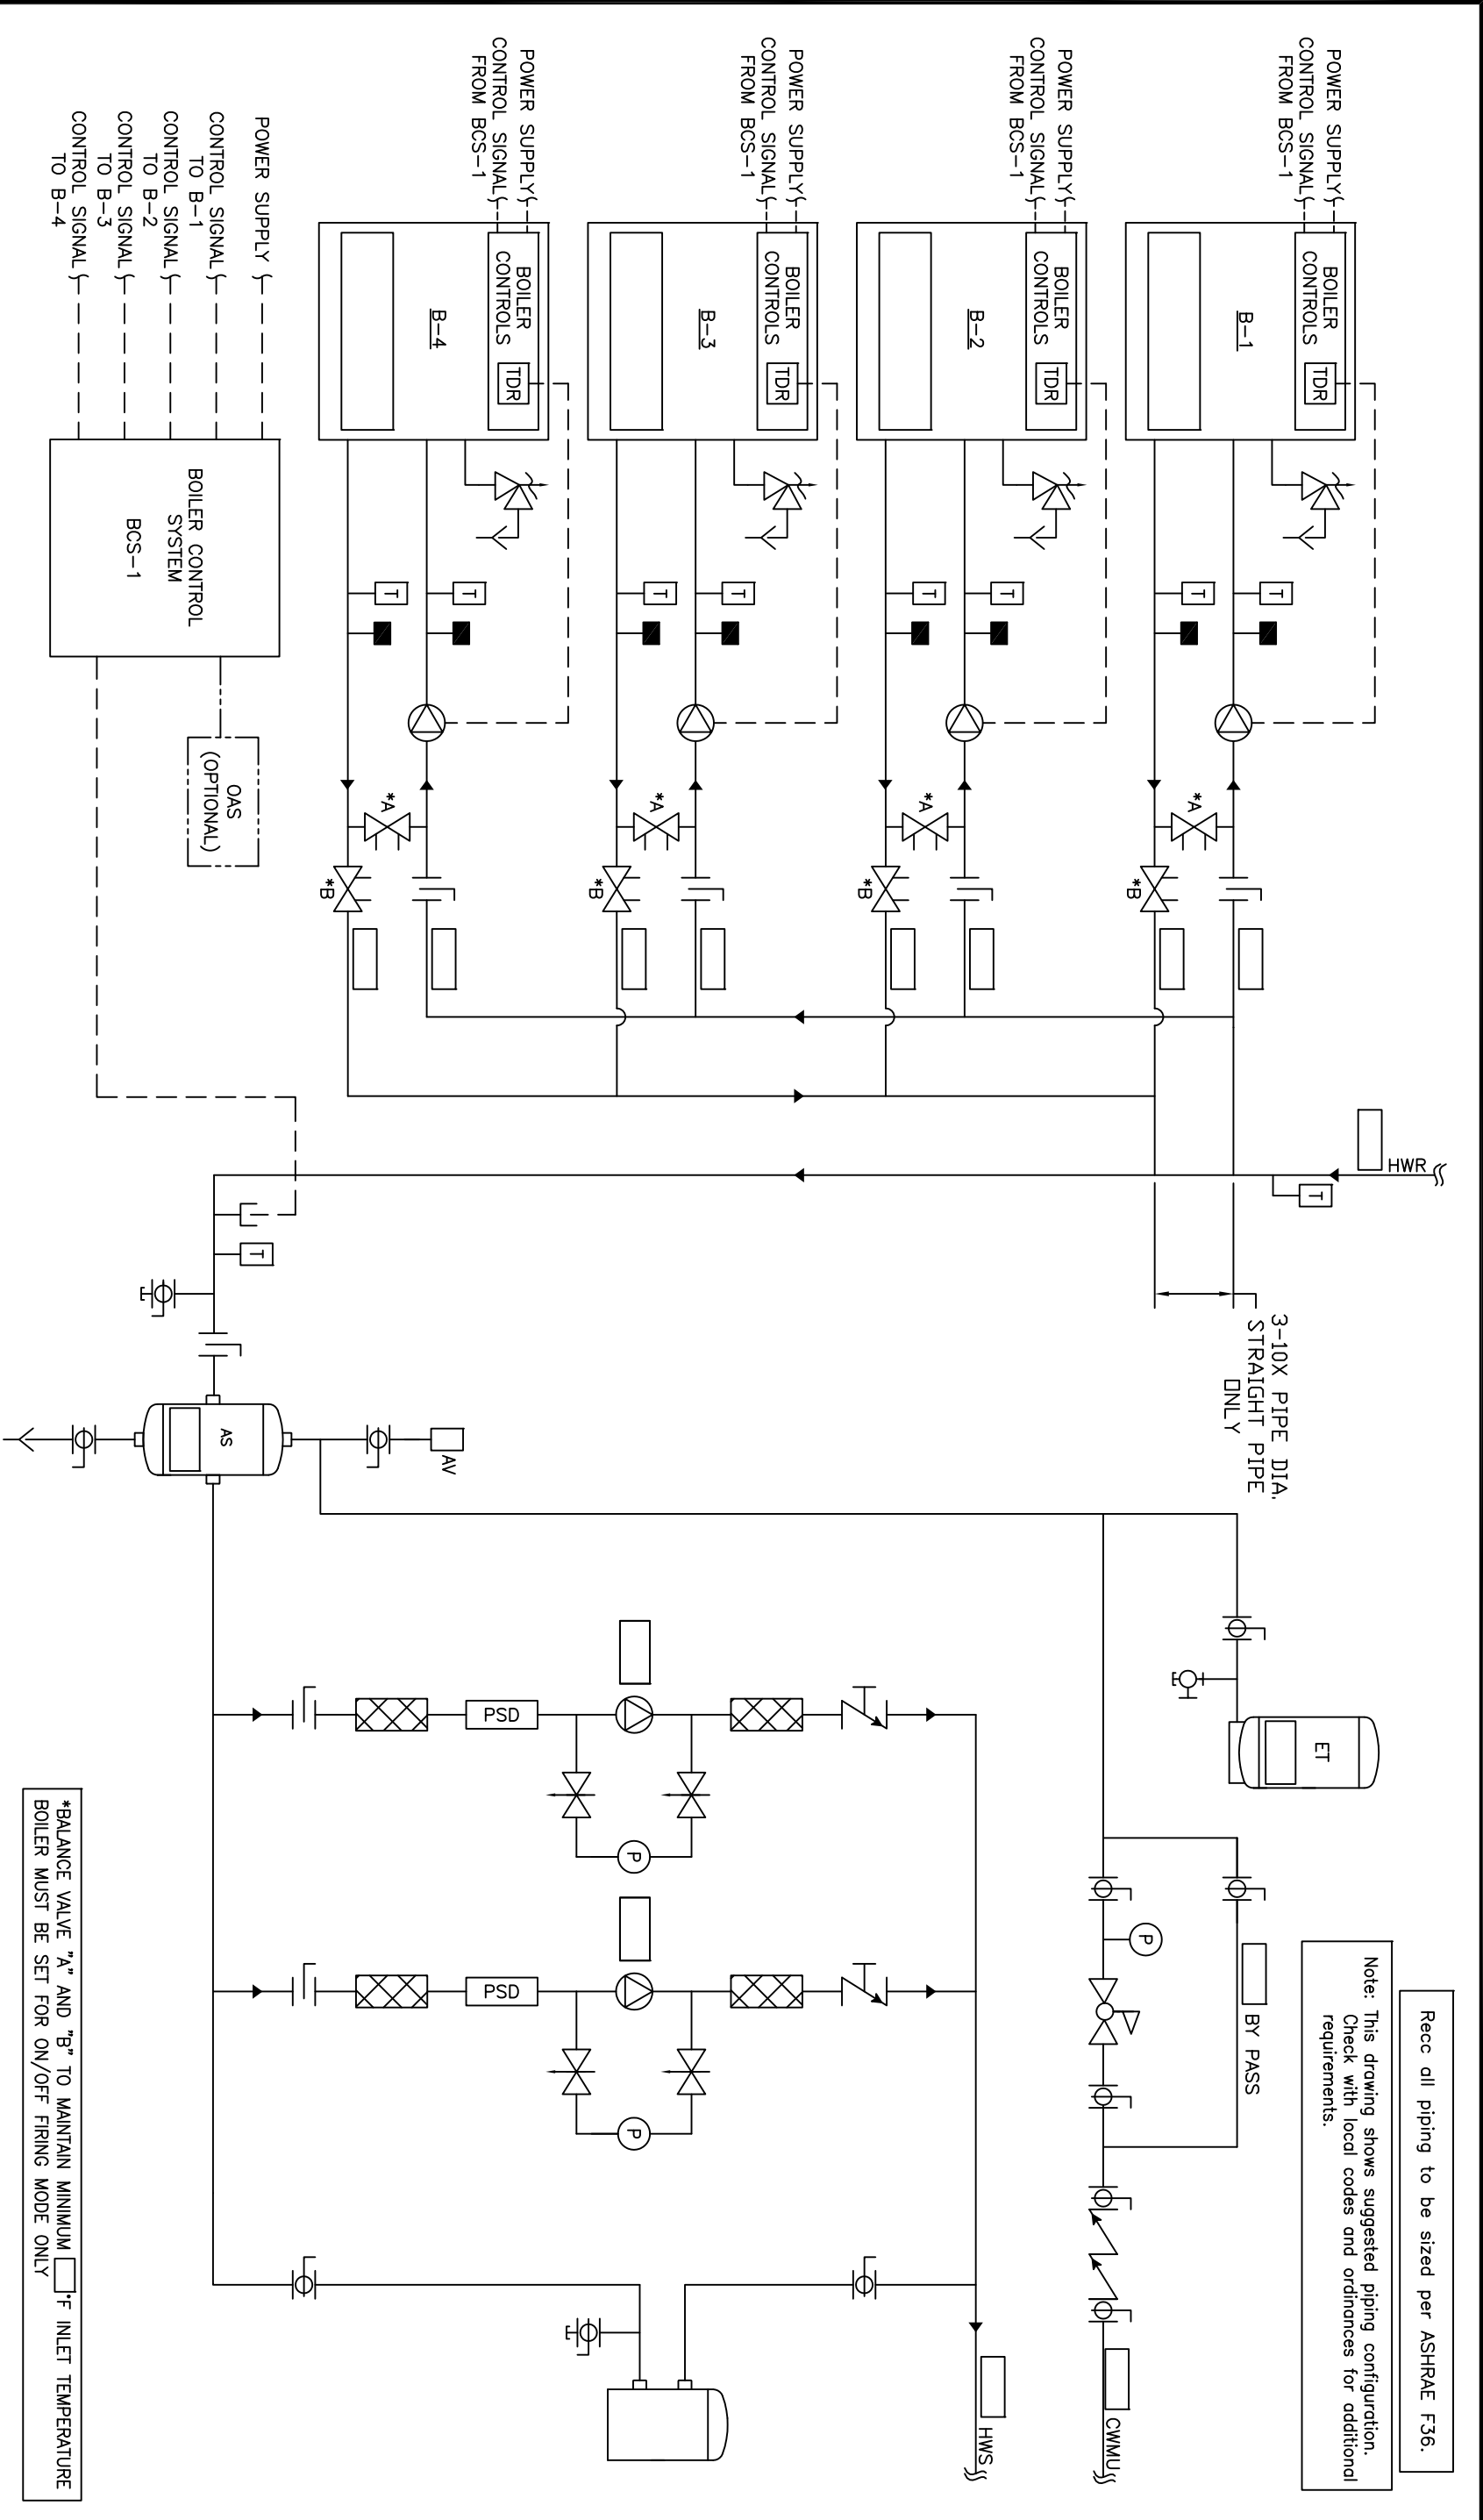 Recc all piping to be sized per ASHRAE F36.
Note: This drawing shows suggested piping configuration.
Check with local codes and ordinances for additional
requirements.
POWER SUPPLY
CONTROL SIGNAL
FROM BCS-1
BOILER
CONTROLS
TDR
B-1
T
T
*A
*B
POWER SUPPLY
CONTROL SIGNAL
FROM BCS-1
BOILER
CONTROLS
TDR
B-2
T
T
*A
*B
POWER SUPPLY
CONTROL SIGNAL
FROM BCS-1
BOILER
CONTROLS
TDR
B-3
T
T
*A
*B
POWER SUPPLY
CONTROL SIGNAL
FROM BCS-1
BOILER
CONTROLS
TDR
B-4
T
T
*A
*B
POWER SUPPLY
CONTROL SIGNAL
TO B-1
CONTROL SIGNAL
TO B-2
CONTROL SIGNAL
TO B-3
CONTROL SIGNAL
TO B-4
BOILER CONTROL
SYSTEM
BCS-1
OAS
(OPTIONAL)
HWR
T
T
3-10X PIPE DIA.
STRAIGHT PIPE
ONLY
AS
AV
ET
BY PASS
P
CWMU
PSD
P
PSD
P
HWS
*BALANCE VALVE "A" AND "B" TO MAINTAIN MINIMUM °F INLET TEMPERATURE
BOILER MUST BE SET FOR ON/OFF FIRING MODE ONLY